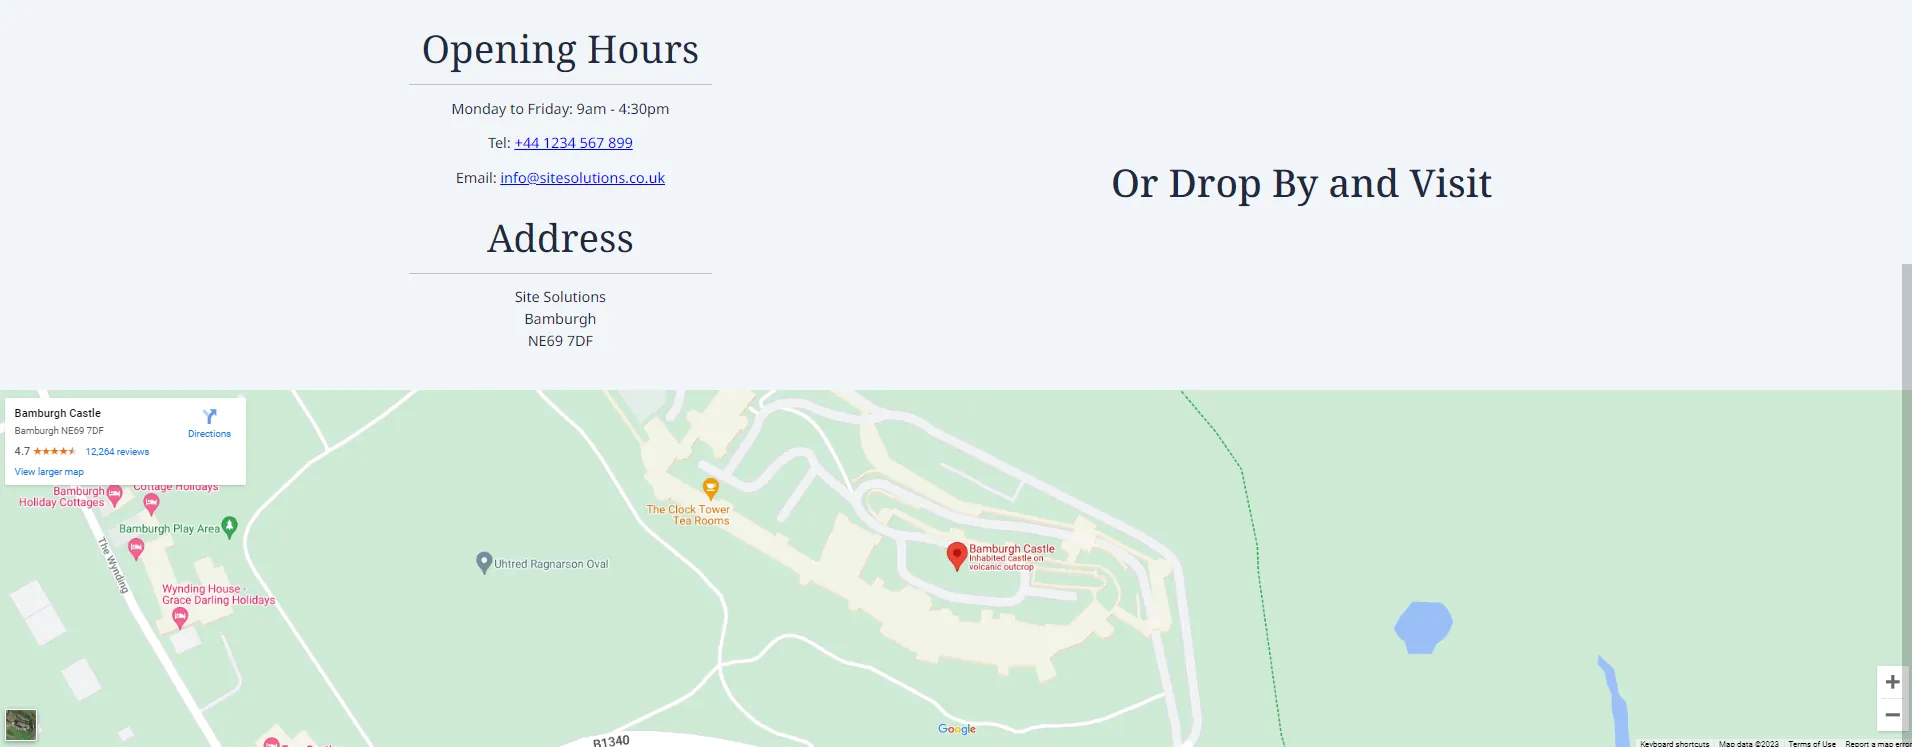 Opening Hours
Monday to Friday: 9am - 4:30pm
Tel: +44 1234 567 899
Email: info@sitesolutions.co.uk
Address
Site Solutions
Bamburgh
NE69 7DF
Or Drop By and Visit
Bamburgh Castle
Bamburgh NE69 7DF
4.7
12,264 reviews
View larger map
Directions
Cottage Holidays
Bamburgh
Holiday Cottages
Bamburgh Play Area
The Wynding
Wynding House -
Grace Darling Holidays
Uhtred Ragnarson Oval
The Clock Tower
Tea Rooms
Bamburgh Castle
Inhabited castle on
volcanic outcrop
B1340
Google
Keyboard shortcuts
Map data ©2023
Terms of Use
Report a map error